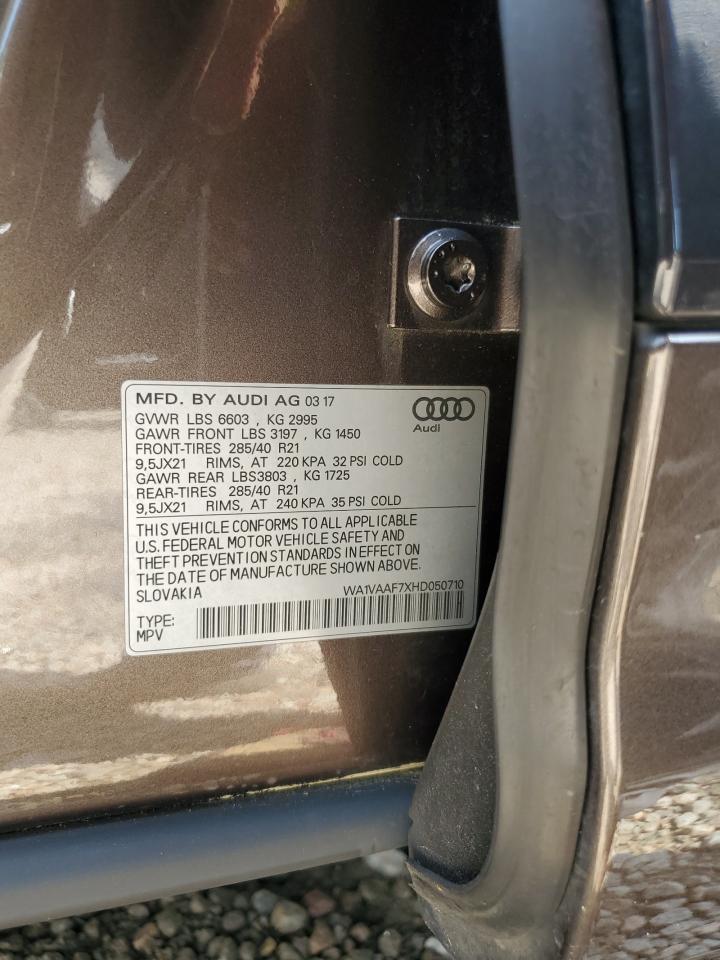 MFD. BY AUDI AG 03 17
Audi
GVWR LBS 6603 , KG 2995
GAWR FRONT LBS 3197 , KG 1450
FRONT-TIRES 285/40 R21
9,5JX21 RIMS, AT 220 KPA 32 PSI COLD
GAWR REAR LBS3803 , KG 1725
REAR-TIRES 285/40 R21
9,5JX21 RIMS, AT 240 KPA 35 PSI COLD
THIS VEHICLE CONFORMS TO ALL APPLICABLE
U.S. FEDERAL MOTOR VEHICLE SAFETY AND
THEFT PREVENTION STANDARDS IN EFFECT ON
THE DATE OF MANUFACTURE SHOWN ABOVE.
SLOVAKIA WA1VAAF7XHD050710
TYPE:
MPV